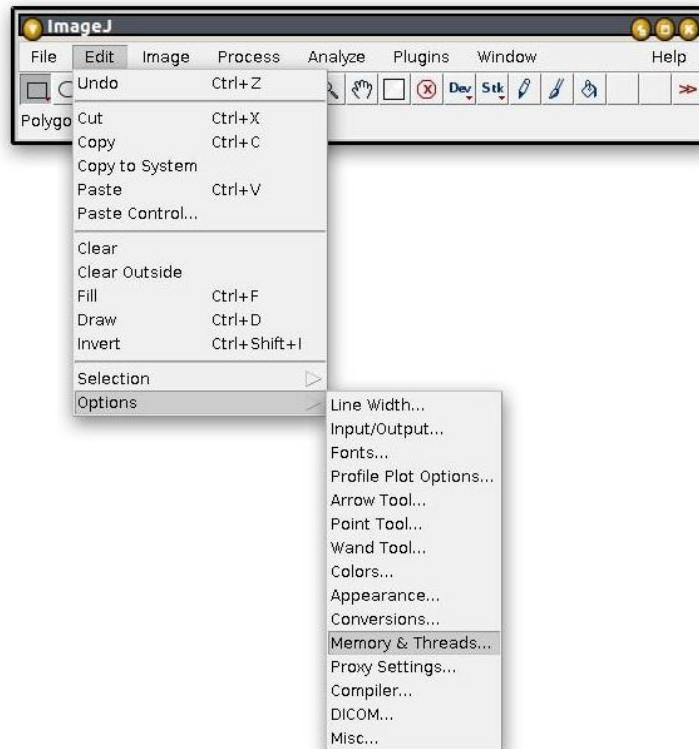 ImageJ
File Edit Image Process Analyze Plugins Window Help
Dev Stk >>
Polygo
Undo Ctrl+Z
Cut Ctrl+X
Copy Ctrl+C
Copy to System
Paste Ctrl+V
Paste Control...
Clear
Clear Outside
Fill Ctrl+F
Draw Ctrl+D
Invert Ctrl+Shift+I
Selection
Options
Line Width...
Input/Output...
Fonts...
Profile Plot Options...
Arrow Tool...
Point Tool...
Wand Tool...
Colors...
Appearance...
Conversions...
Memory & Threads...
Proxy Settings...
Compiler...
DICOM...
Misc...